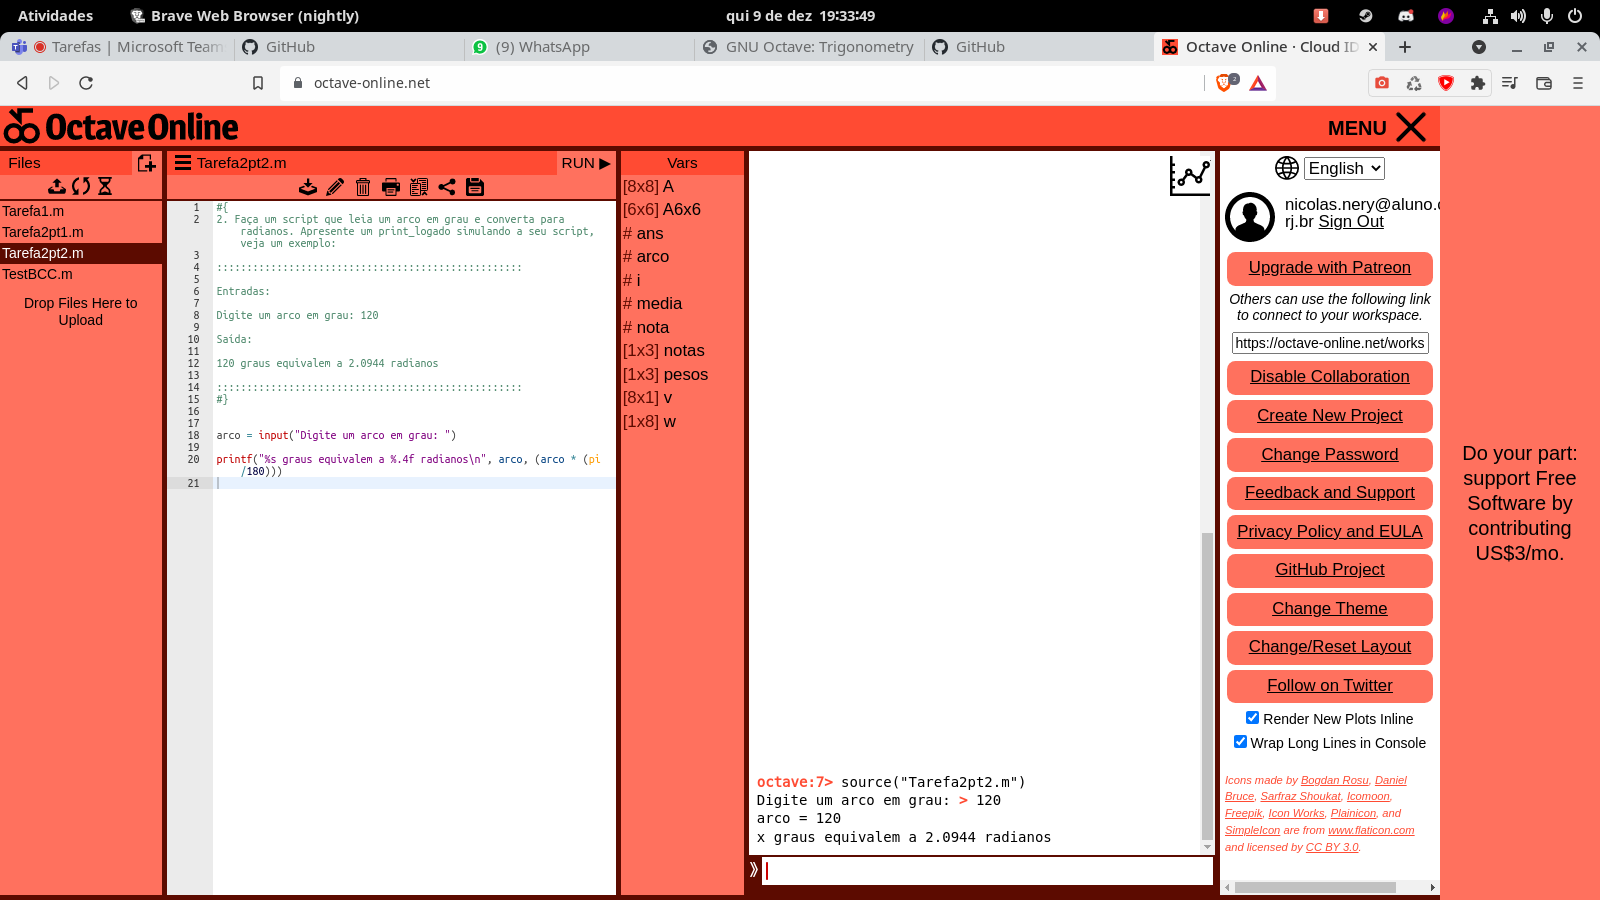 Atividades
Brave Web Browser (nightly)
qui 9 de dez 19:33:49
Tarefas | Microsoft Team
GitHub
(9) WhatsApp
GNU Octave: Trigonometry
GitHub
Octave Online · Cloud ID
octave-online.net
2
Octave Online
MENU
Files
Tarefa1.m
Tarefa2pt1.m
Tarefa2pt2.m
TestBCC.m
Drop Files Here to
Upload
Tarefa2pt2.m
RUN
1 #{
2 2. Faça um script que leia um arco em grau e converta para
radianos. Apresente um print_logado simulando a seu script,
veja um exemplo:
3
4 :::::::::::::::::::::::::::::::::::::::::::::::::::
5
6 Entradas:
7
8 Digite um arco em grau: 120
9
10 Saida:
11
12 120 graus equivalem a 2.0944 radianos
13
14 :::::::::::::::::::::::::::::::::::::::::::::::::::
15 #}
16
17
18 arco = input("Digite um arco em grau: ")
19
20 printf("%s graus equivalem a %.4f radianos\n", arco, (arco * (pi
/180)))
21
Vars
[8x8] A
[6x6] A6x6
# ans
# arco
# i
# media
# nota
[1x3] notas
[1x3] pesos
[8x1] v
[1x8] w
octave:7> source("Tarefa2pt2.m")
Digite um arco em grau: > 120
arco = 120
x graus equivalem a 2.0944 radianos
English
nicolas.nery@aluno.
rj.br Sign Out
Upgrade with Patreon
Others can use the following link
to connect to your workspace.
https://octave-online.net/works
Disable Collaboration
Create New Project
Change Password
Feedback and Support
Privacy Policy and EULA
GitHub Project
Change Theme
Change/Reset Layout
Follow on Twitter
Render New Plots Inline
Wrap Long Lines in Console
Icons made by Bogdan Rosu, Daniel
Bruce, Sarfraz Shoukat, Icomoon,
Freepik, Icon Works, Plainicon, and
SimpleIcon are from www.flaticon.com
and licensed by CC BY 3.0.
Do your part:
support Free
Software by
contributing
US$3/mo.